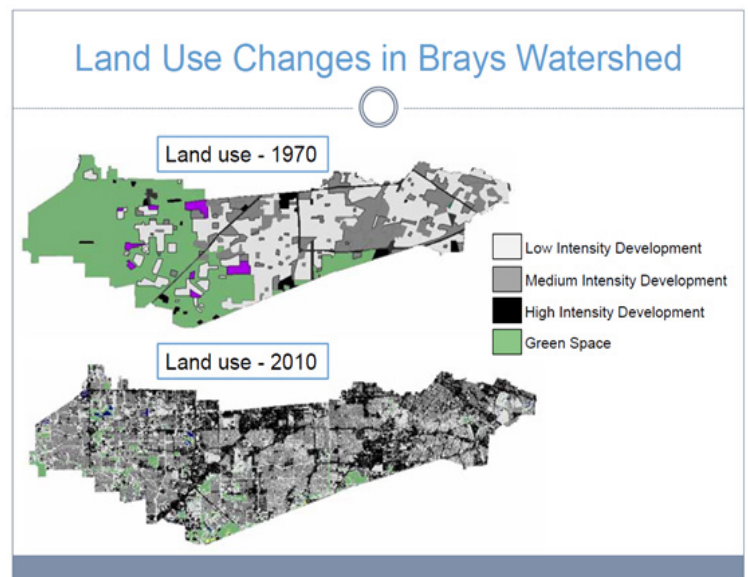 Land Use Changes in Brays Watershed
Land use - 1970
Low Intensity Development
Medium Intensity Development
High Intensity Development
Green Space
Land use - 2010